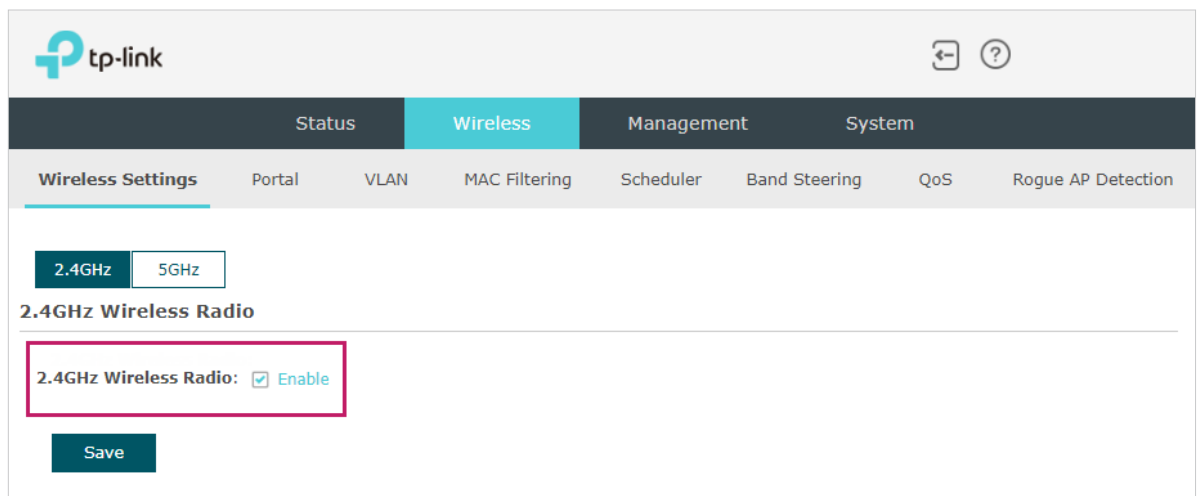 tp-link
Status Wireless Management System
Wireless Settings Portal VLAN MAC Filtering Scheduler Band Steering QoS Rogue AP Detection
2.4GHz 5GHz
2.4GHz Wireless Radio
2.4GHz Wireless Radio: Enable
Save